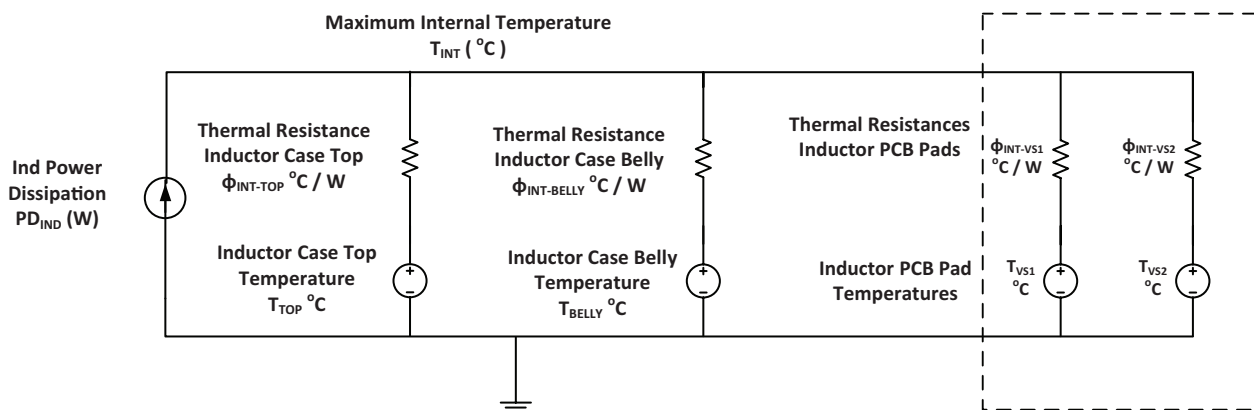 Maximum Internal Temperature
T_INT ( °C)
Ind Power
Dissipation
PD_IND (W)
Thermal Resistance
Inductor Case Top
ϕ_INT-TOP °C / W
Inductor Case Top
Temperature
T_TOP °C
+
−
Thermal Resistance
Inductor Case Belly
ϕ_INT-BELLY °C / W
Inductor Case Belly
Temperature
T_BELLY °C
+
−
Thermal Resistances
Inductor PCB Pads
Inductor PCB Pad
Temperatures
ϕ_INT-VS1
°C / W
T_VS1
°C
+
−
ϕ_INT-VS2
°C / W
T_VS2
°C
+
−